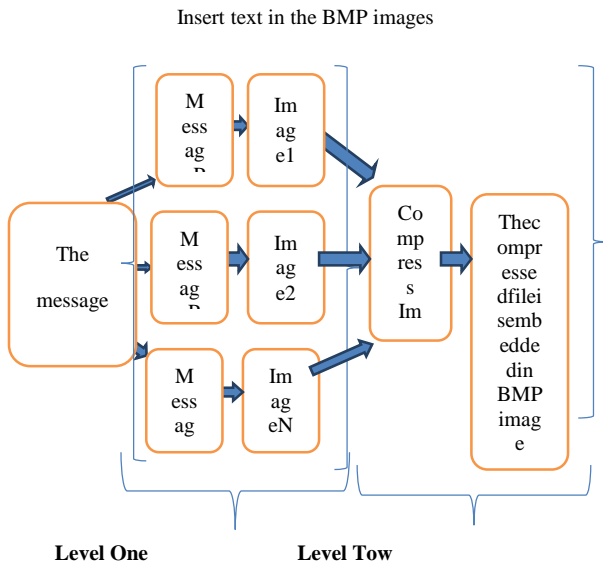 Insert text in the BMP images
M
ess
ag
Im
ag
e1
The
message
M
ess
ag
Im
ag
e2
M
ess
ag
Im
ag
eN
Co
mp
res
s
Im
Thec
ompr
esse
dfilei
semb
edde
din
BMP
imag
e
Level One
Level Tow